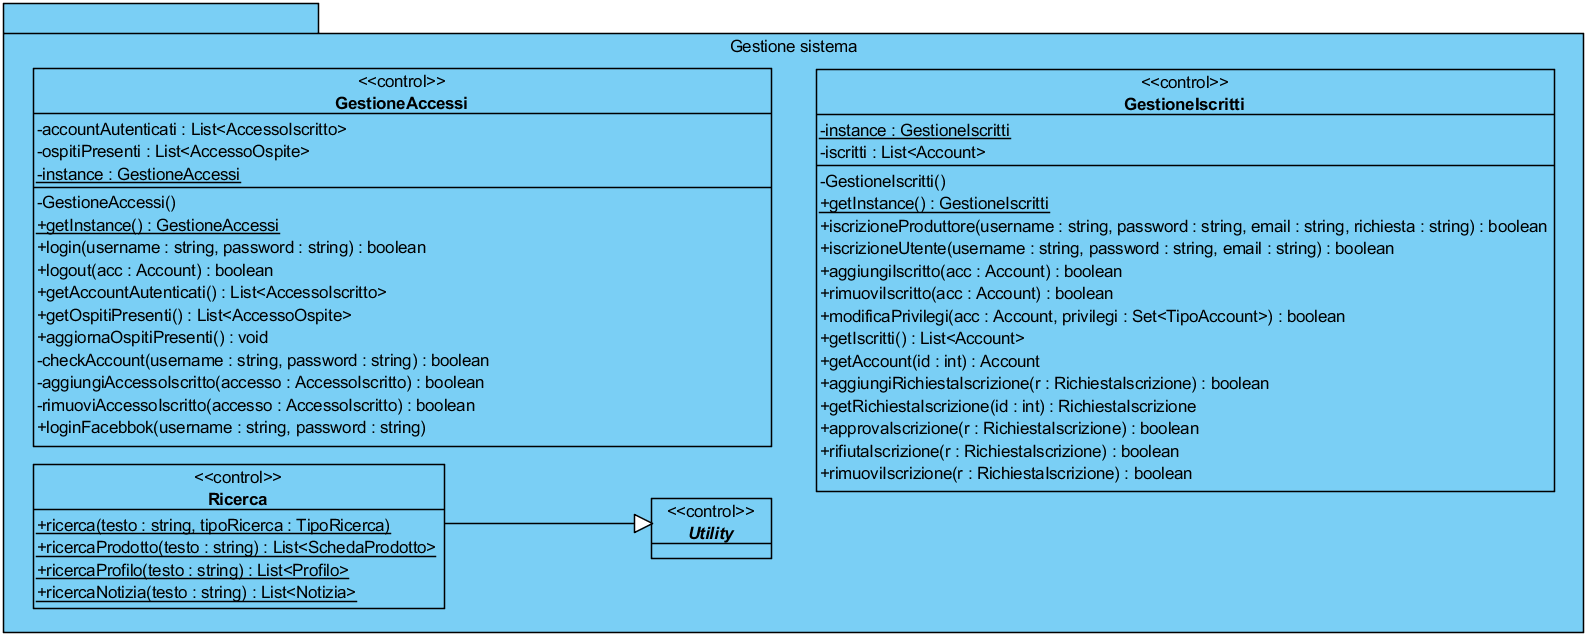 Gestione sistema
<<control>>
GestioneAccessi
-accountAutenticati : List<AccessoIscritto>
-ospitiPresenti : List<AccessoOspite>
-instance : GestioneAccessi
-GestioneAccessi()
+getInstance() : GestioneAccessi
+login(username : string, password : string) : boolean
+logout(acc : Account) : boolean
+getAccountAutenticati() : List<AccessoIscritto>
+getOspitiPresenti() : List<AccessoOspite>
+aggiornaOspitiPresenti() : void
-checkAccount(username : string, password : string) : boolean
-aggiungiAccessoIscritto(accesso : AccessoIscritto) : boolean
-rimuoviAccessoIscritto(accesso : AccessoIscritto) : boolean
+loginFacebbok(username : string, password : string)
<<control>>
GestioneIscritti
-instance : GestioneIscritti
-iscritti : List<Account>
-GestioneIscritti()
+getInstance() : GestioneIscritti
+iscrizioneProduttore(username : string, password : string, email : string, richiesta : string) : boolean
+iscrizioneUtente(username : string, password : string, email : string) : boolean
+aggiungiIscritto(acc : Account) : boolean
+rimuoviIscritto(acc : Account) : boolean
+modificaPrivilegi(acc : Account, privilegi : Set<TipoAccount>) : boolean
+getIscritti() : List<Account>
+getAccount(id : int) : Account
+aggiungiRichiestaIscrizione(r : RichiestaIscrizione) : boolean
+getRichiestaIscrizione(id : int) : RichiestaIscrizione
+approvaIscrizione(r : RichiestaIscrizione) : boolean
+rifiutaIscrizione(r : RichiestaIscrizione) : boolean
+rimuoviIscrizione(r : RichiestaIscrizione) : boolean
<<control>>
Ricerca
+ricerca(testo : string, tipoRicerca : TipoRicerca)
+ricercaProdotto(testo : string) : List<SchedaProdotto>
+ricercaProfilo(testo : string) : List<Profilo>
+ricercaNotizia(testo : string) : List<Notizia>
<<control>>
Utility